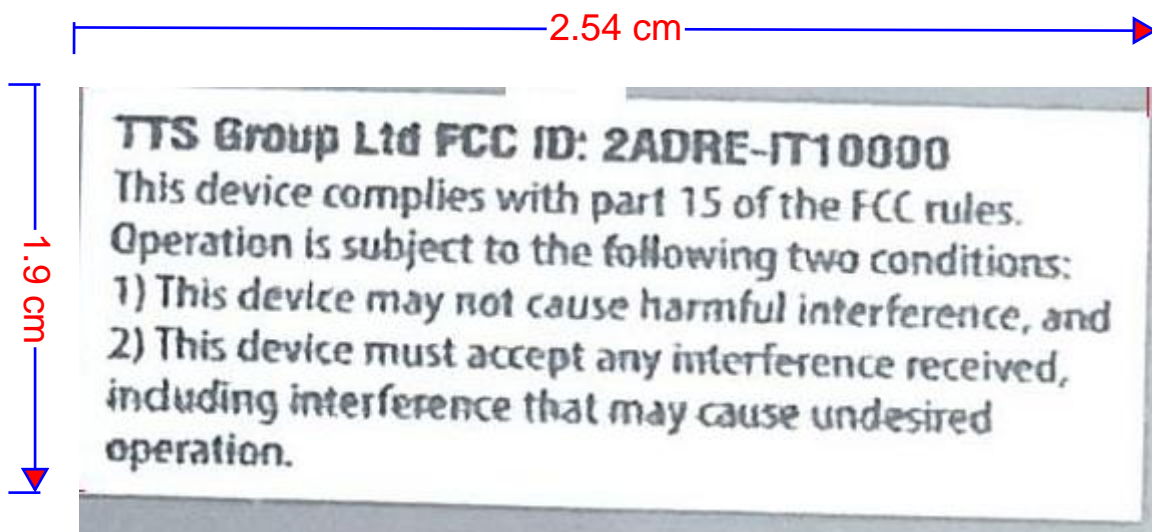 2.54 cm
1.9 cm
TTS Group Ltd FCC ID: 2ADRE-IT10000
This device complies with part 15 of the FCC rules.
Operation is subject to the following two conditions:
1) This device may not cause harmful interference, and
2) This device must accept any interference received,
including interference that may cause undesired
operation.